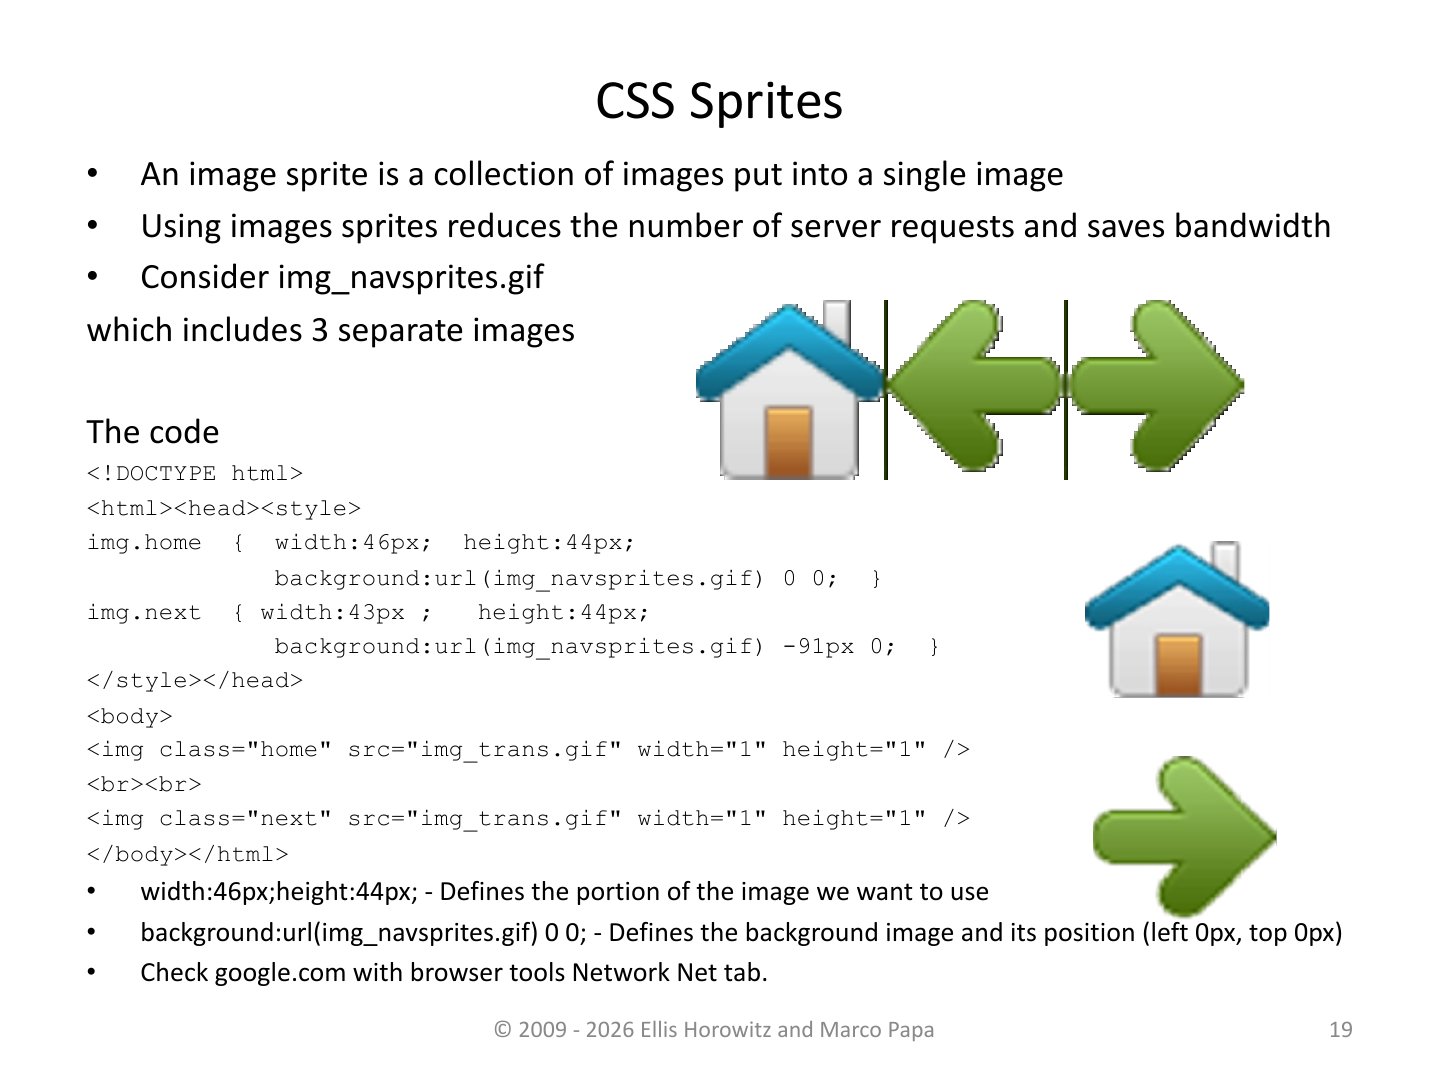 CSS Sprites
• An image sprite is a collection of images put into a single image
• Using images sprites reduces the number of server requests and saves bandwidth
• Consider img_navsprites.gif
which includes 3 separate images
The code
<!DOCTYPE html>
<html><head><style>
img.home  {  width:46px;  height:44px;
             background:url(img_navsprites.gif) 0 0;  }
img.next  { width:43px ;   height:44px;
             background:url(img_navsprites.gif) -91px 0;  }
</style></head>
<body>
<img class="home" src="img_trans.gif" width="1" height="1" />
<br><br>
<img class="next" src="img_trans.gif" width="1" height="1" />
</body></html>
• width:46px;height:44px; - Defines the portion of the image we want to use
• background:url(img_navsprites.gif) 0 0; - Defines the background image and its position (left 0px, top 0px)
• Check google.com with browser tools Network Net tab.
© 2009 - 2026 Ellis Horowitz and Marco Papa
19